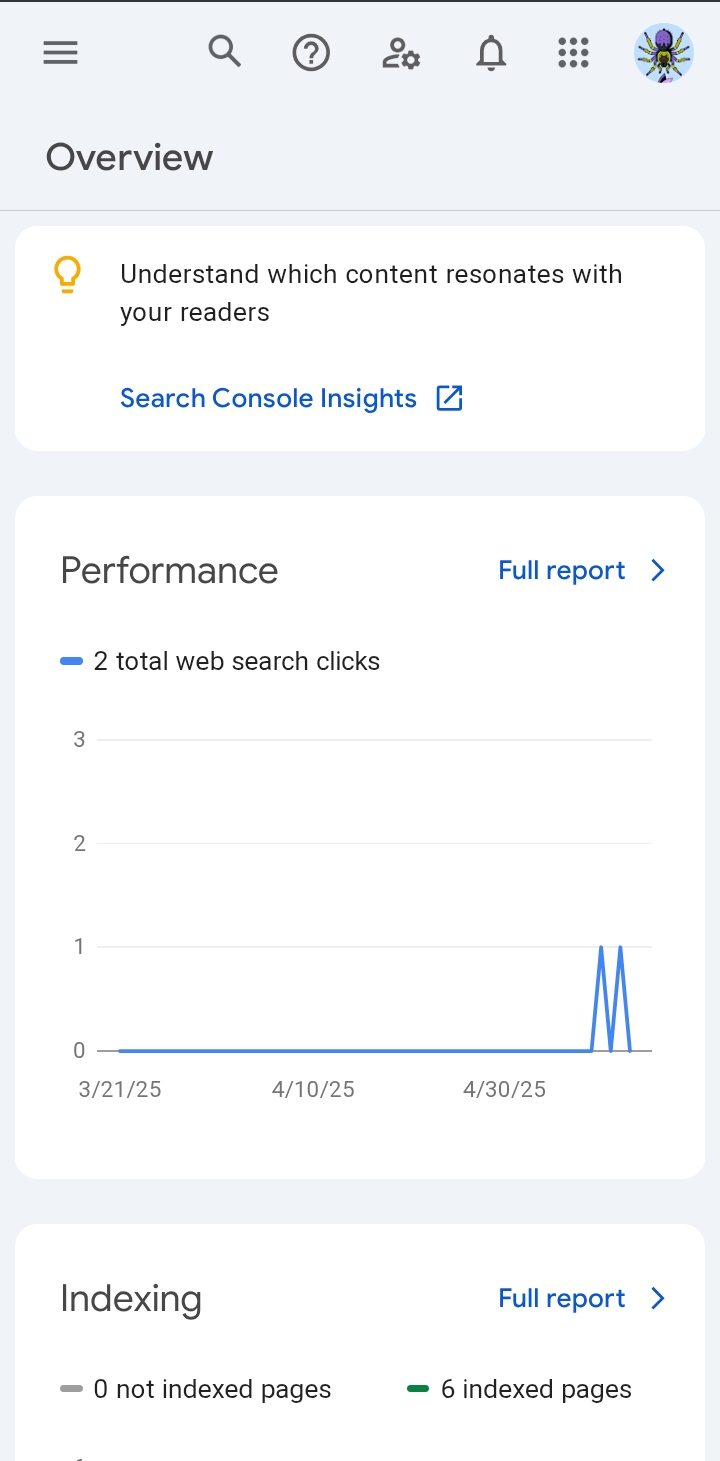 Overview
Understand which content resonates with
your readers
Search Console Insights
Performance
Full report
2 total web search clicks
3
2
1
0
3/21/25
4/10/25
4/30/25
Indexing
Full report
0 not indexed pages
6 indexed pages